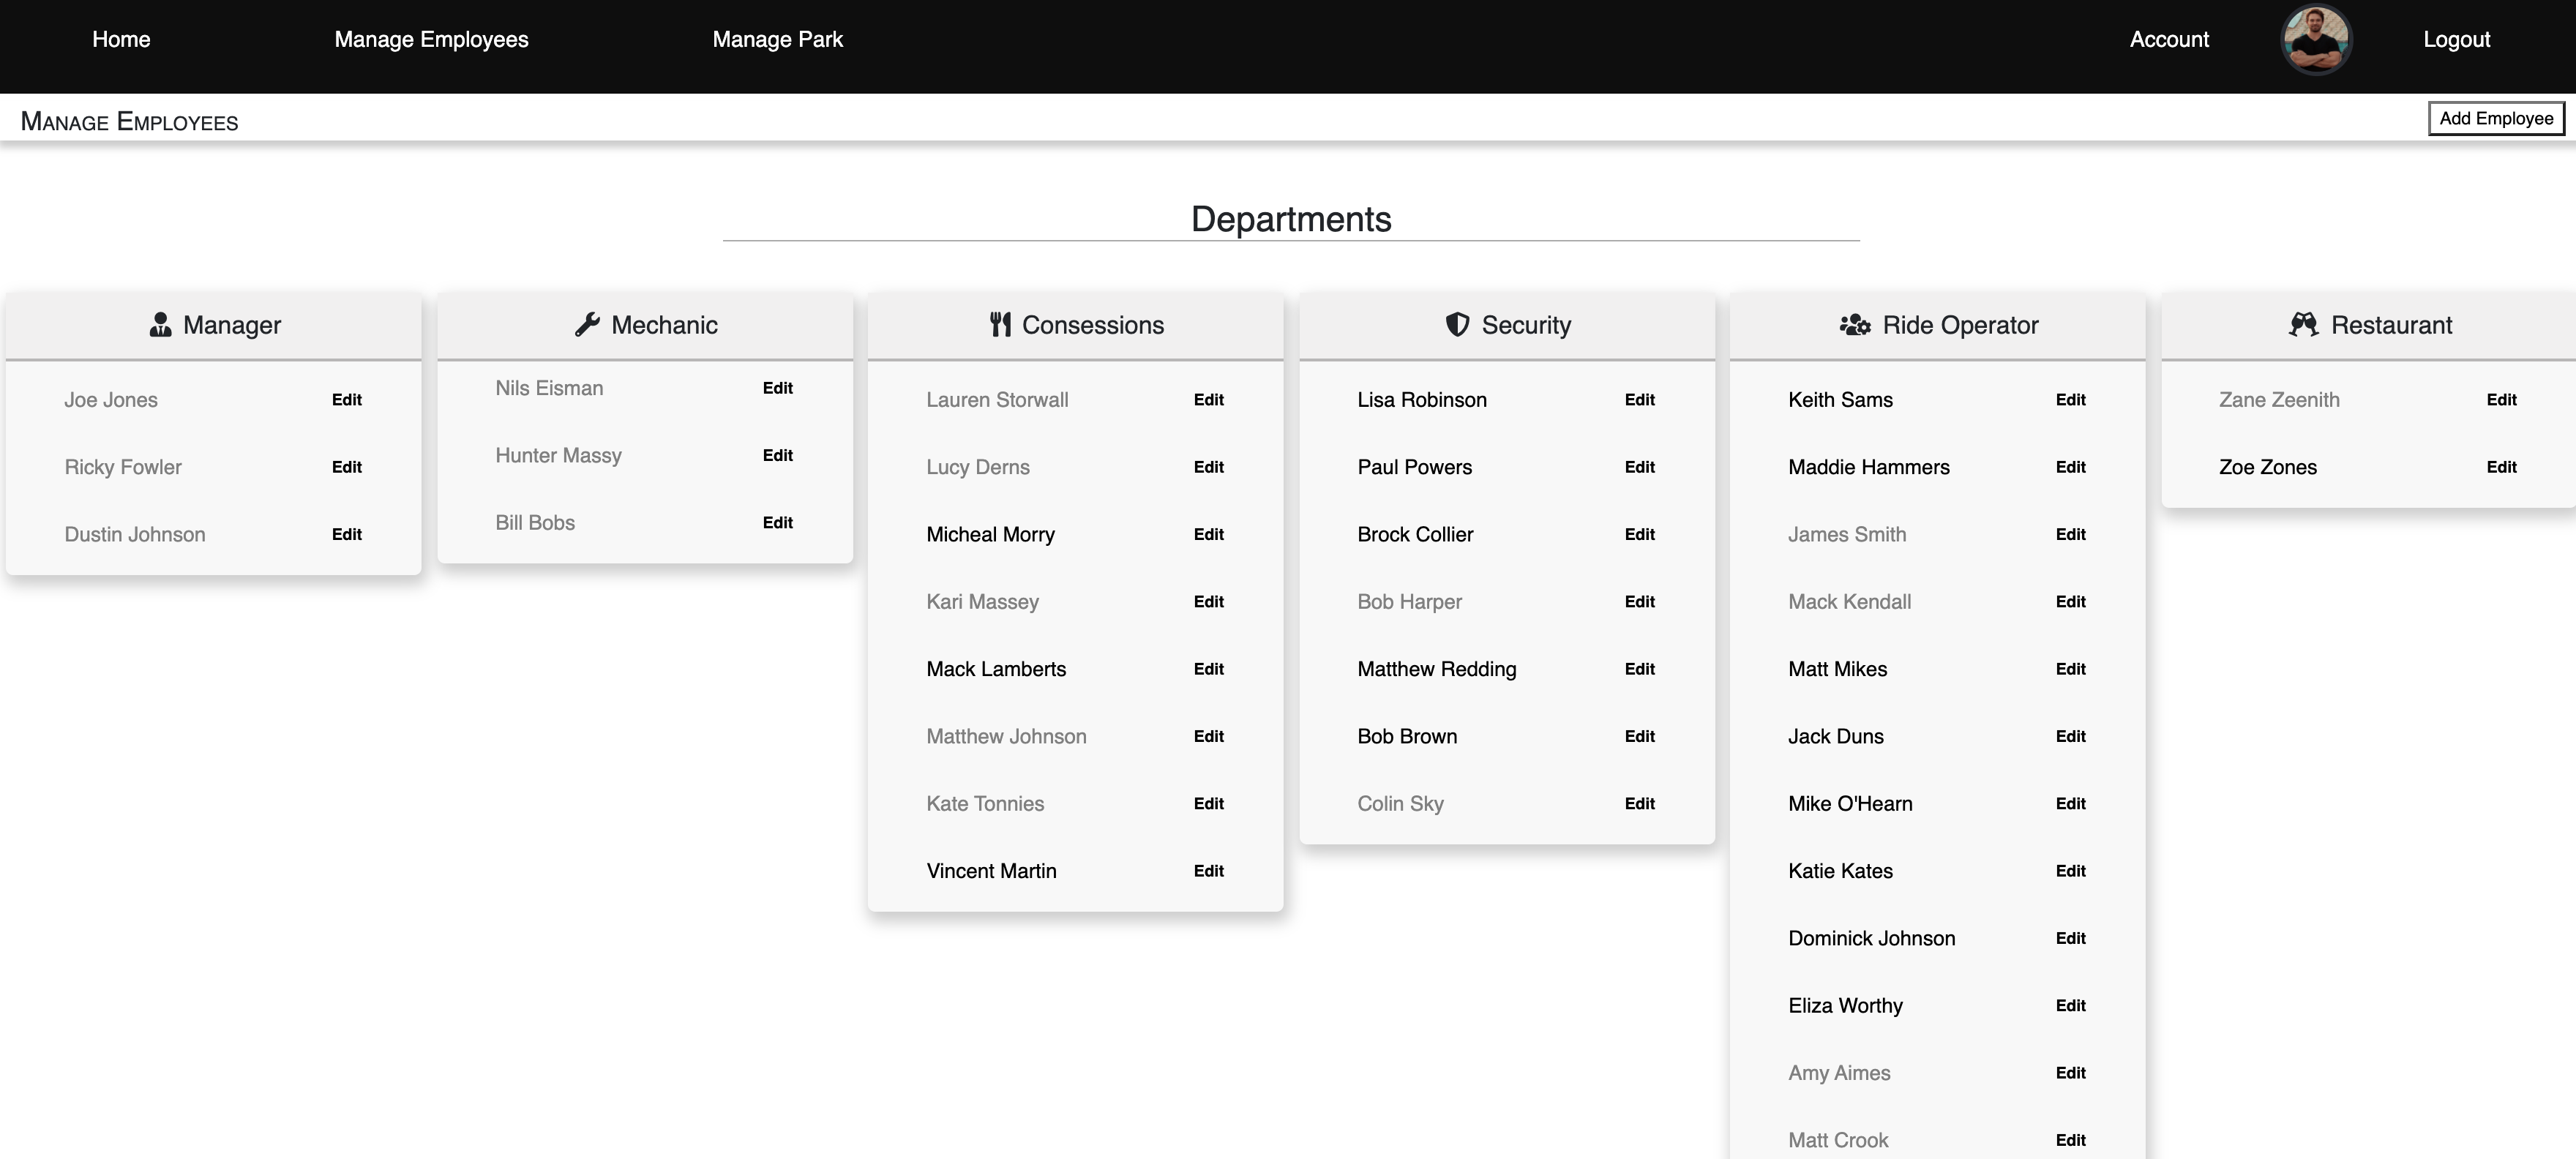 Home Manage Employees Manage Park Account Logout
Manage Employees Add Employee
Departments
Manager
Joe Jones Edit
Ricky Fowler Edit
Dustin Johnson Edit
Mechanic
Nils Eisman Edit
Hunter Massy Edit
Bill Bobs Edit
Consessions
Lauren Storwall Edit
Lucy Derns Edit
Micheal Morry Edit
Kari Massey Edit
Mack Lamberts Edit
Matthew Johnson Edit
Kate Tonnies Edit
Vincent Martin Edit
Security
Lisa Robinson Edit
Paul Powers Edit
Brock Collier Edit
Bob Harper Edit
Matthew Redding Edit
Bob Brown Edit
Colin Sky Edit
Ride Operator
Keith Sams Edit
Maddie Hammers Edit
James Smith Edit
Mack Kendall Edit
Matt Mikes Edit
Jack Duns Edit
Mike O'Hearn Edit
Katie Kates Edit
Dominick Johnson Edit
Eliza Worthy Edit
Amy Aimes Edit
Matt Crook Edit
Restaurant
Zane Zeenith Edit
Zoe Zones Edit